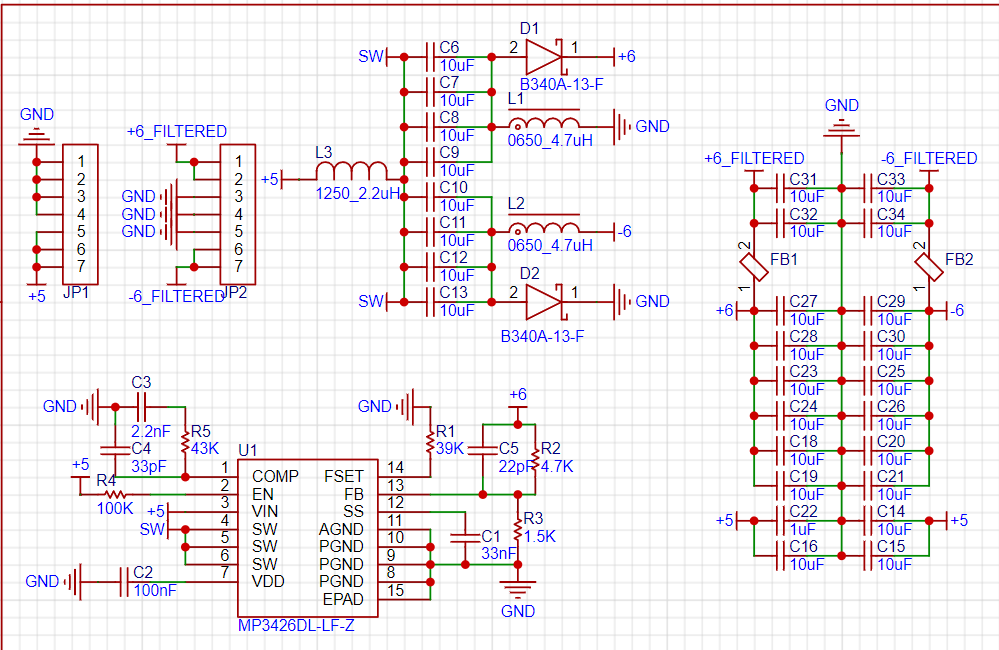 GND
1
2
3
4
5
6
7
+5
JP1
+6_FILTERED
GND
GND
GND
1
2
3
4
5
6
7
-6_FILTERED
JP2
+5
L3
1250_2.2uH
SW
SW
C6
10uF
C7
10uF
C8
10uF
C9
10uF
C10
10uF
C11
10uF
C12
10uF
C13
10uF
D1
2
1
+6
B340A-13-F
L1
0650_4.7uH
GND
L2
0650_4.7uH
-6
D2
2
1
GND
B340A-13-F
GND
+6_FILTERED
-6_FILTERED
C31
10uF
C33
10uF
C32
10uF
C34
10uF
2
FB1
1
2
FB2
1
+6
C27
10uF
C29
10uF
-6
C28
10uF
C30
10uF
C23
10uF
C25
10uF
C24
10uF
C26
10uF
C18
10uF
C20
10uF
C19
10uF
C21
10uF
+5
C22
1uF
C14
10uF
+5
C16
10uF
C15
10uF
GND
C3
2.2nF
C4
33pF
R5
43K
+5
R4
100K
+5
SW
GND
C2
100nF
U1
1 COMP
2 EN
3 VIN
4 SW
5 SW
6 SW
7 VDD
FSET 14
FB 13
SS 12
AGND 11
PGND 10
PGND 9
PGND 8
EPAD 15
MP3426DL-LF-Z
GND
R1
39K
+6
C5
22pF
R2
4.7K
R3
1.5K
C1
33nF
GND